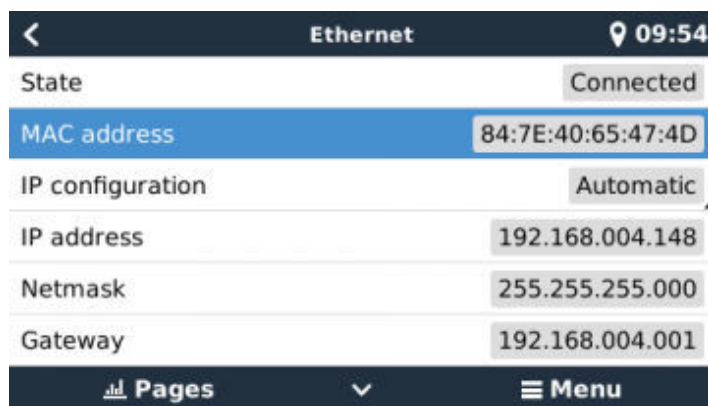 Ethernet 09:54
State Connected
MAC address 84:7E:40:65:47:4D
IP configuration Automatic
IP address 192.168.004.148
Netmask 255.255.255.000
Gateway 192.168.004.001
Pages Menu